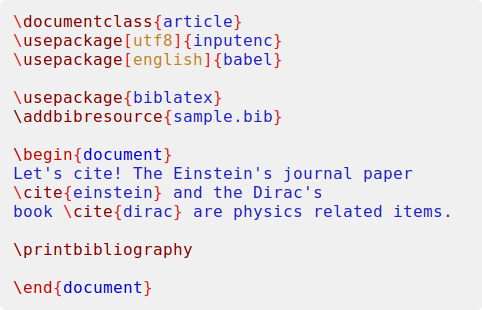 \documentclass{article}
\usepackage[utf8]{inputenc}
\usepackage[english]{babel}
\usepackage{biblatex}
\addbibresource{sample.bib}
\begin{document}
Let's cite! The Einstein's journal paper
\cite{einstein} and the Dirac's
book \cite{dirac} are physics related items.
\printbibliography
\end{document}